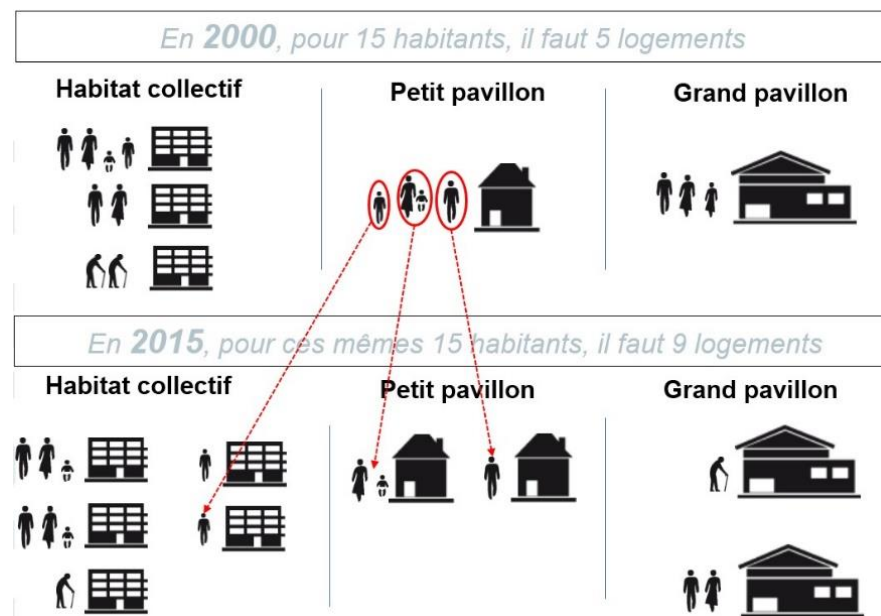 En 2000, pour 15 habitants, il faut 5 logements
Habitat collectif
Petit pavillon
Grand pavillon
En 2015, pour ces mêmes 15 habitants, il faut 9 logements
Habitat collectif
Petit pavillon
Grand pavillon